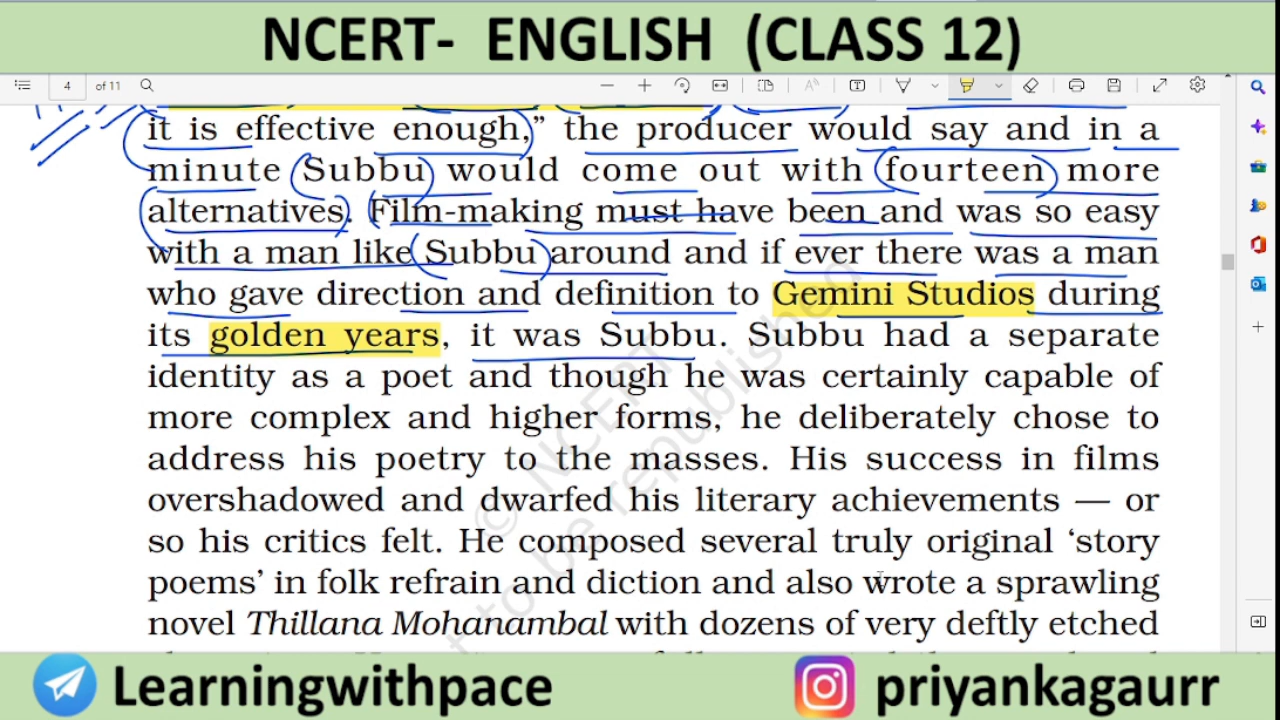 NCERT- ENGLISH (CLASS 12)
4 of 11
it is effective enough,” the producer would say and in a
minute Subbu would come out with fourteen more
alternatives. Film-making must have been and was so easy
with a man like Subbu around and if ever there was a man
who gave direction and definition to Gemini Studios during
its golden years, it was Subbu. Subbu had a separate
identity as a poet and though he was certainly capable of
more complex and higher forms, he deliberately chose to
address his poetry to the masses. His success in films
overshadowed and dwarfed his literary achievements — or
so his critics felt. He composed several truly original ‘story
poems’ in folk refrain and diction and also wrote a sprawling
novel Thillana Mohanambal with dozens of very deftly etched
© NCERT
not to be republished
Learningwithpace
priyankagaurr